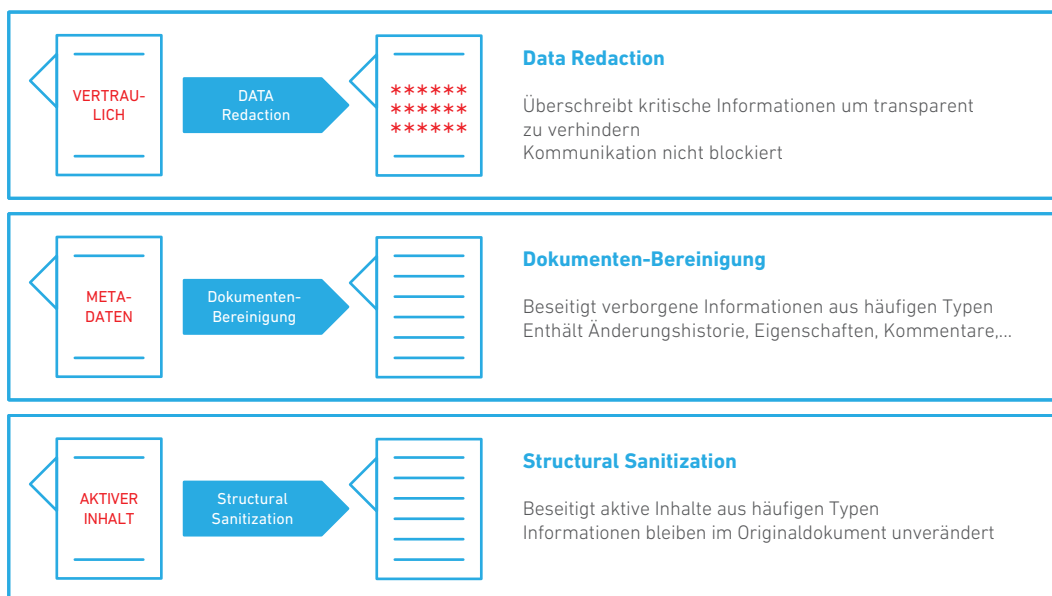 VERTRAU-
LICH
DATA
Redaction
******
******
******
Data Redaction
Überschreibt kritische Informationen um transparent
zu verhindern
Kommunikation nicht blockiert
META-
DATEN
Dokumenten-
Bereinigung
Dokumenten-Bereinigung
Beseitigt verborgene Informationen aus häufigen Typen
Enthält Änderungshistorie, Eigenschaften, Kommentare,...
AKTIVER
INHALT
Structural
Sanitization
Structural Sanitization
Beseitigt aktive Inhalte aus häufigen Typen
Informationen bleiben im Originaldokument unverändert